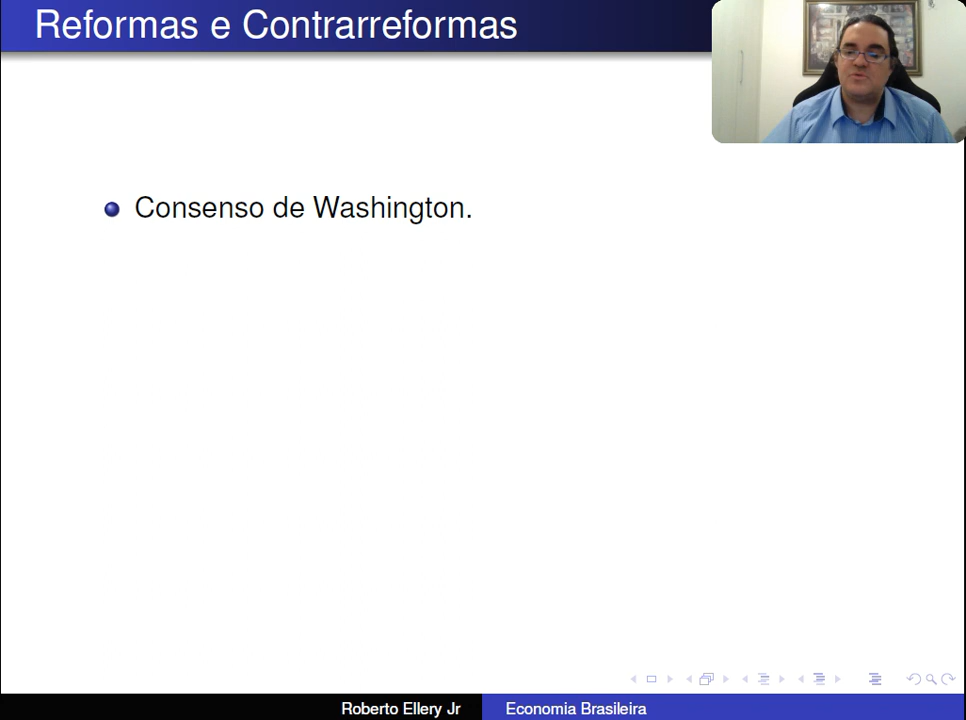 Reformas e Contrarreformas
Consenso de Washington.
Roberto Ellery Jr
Economia Brasileira